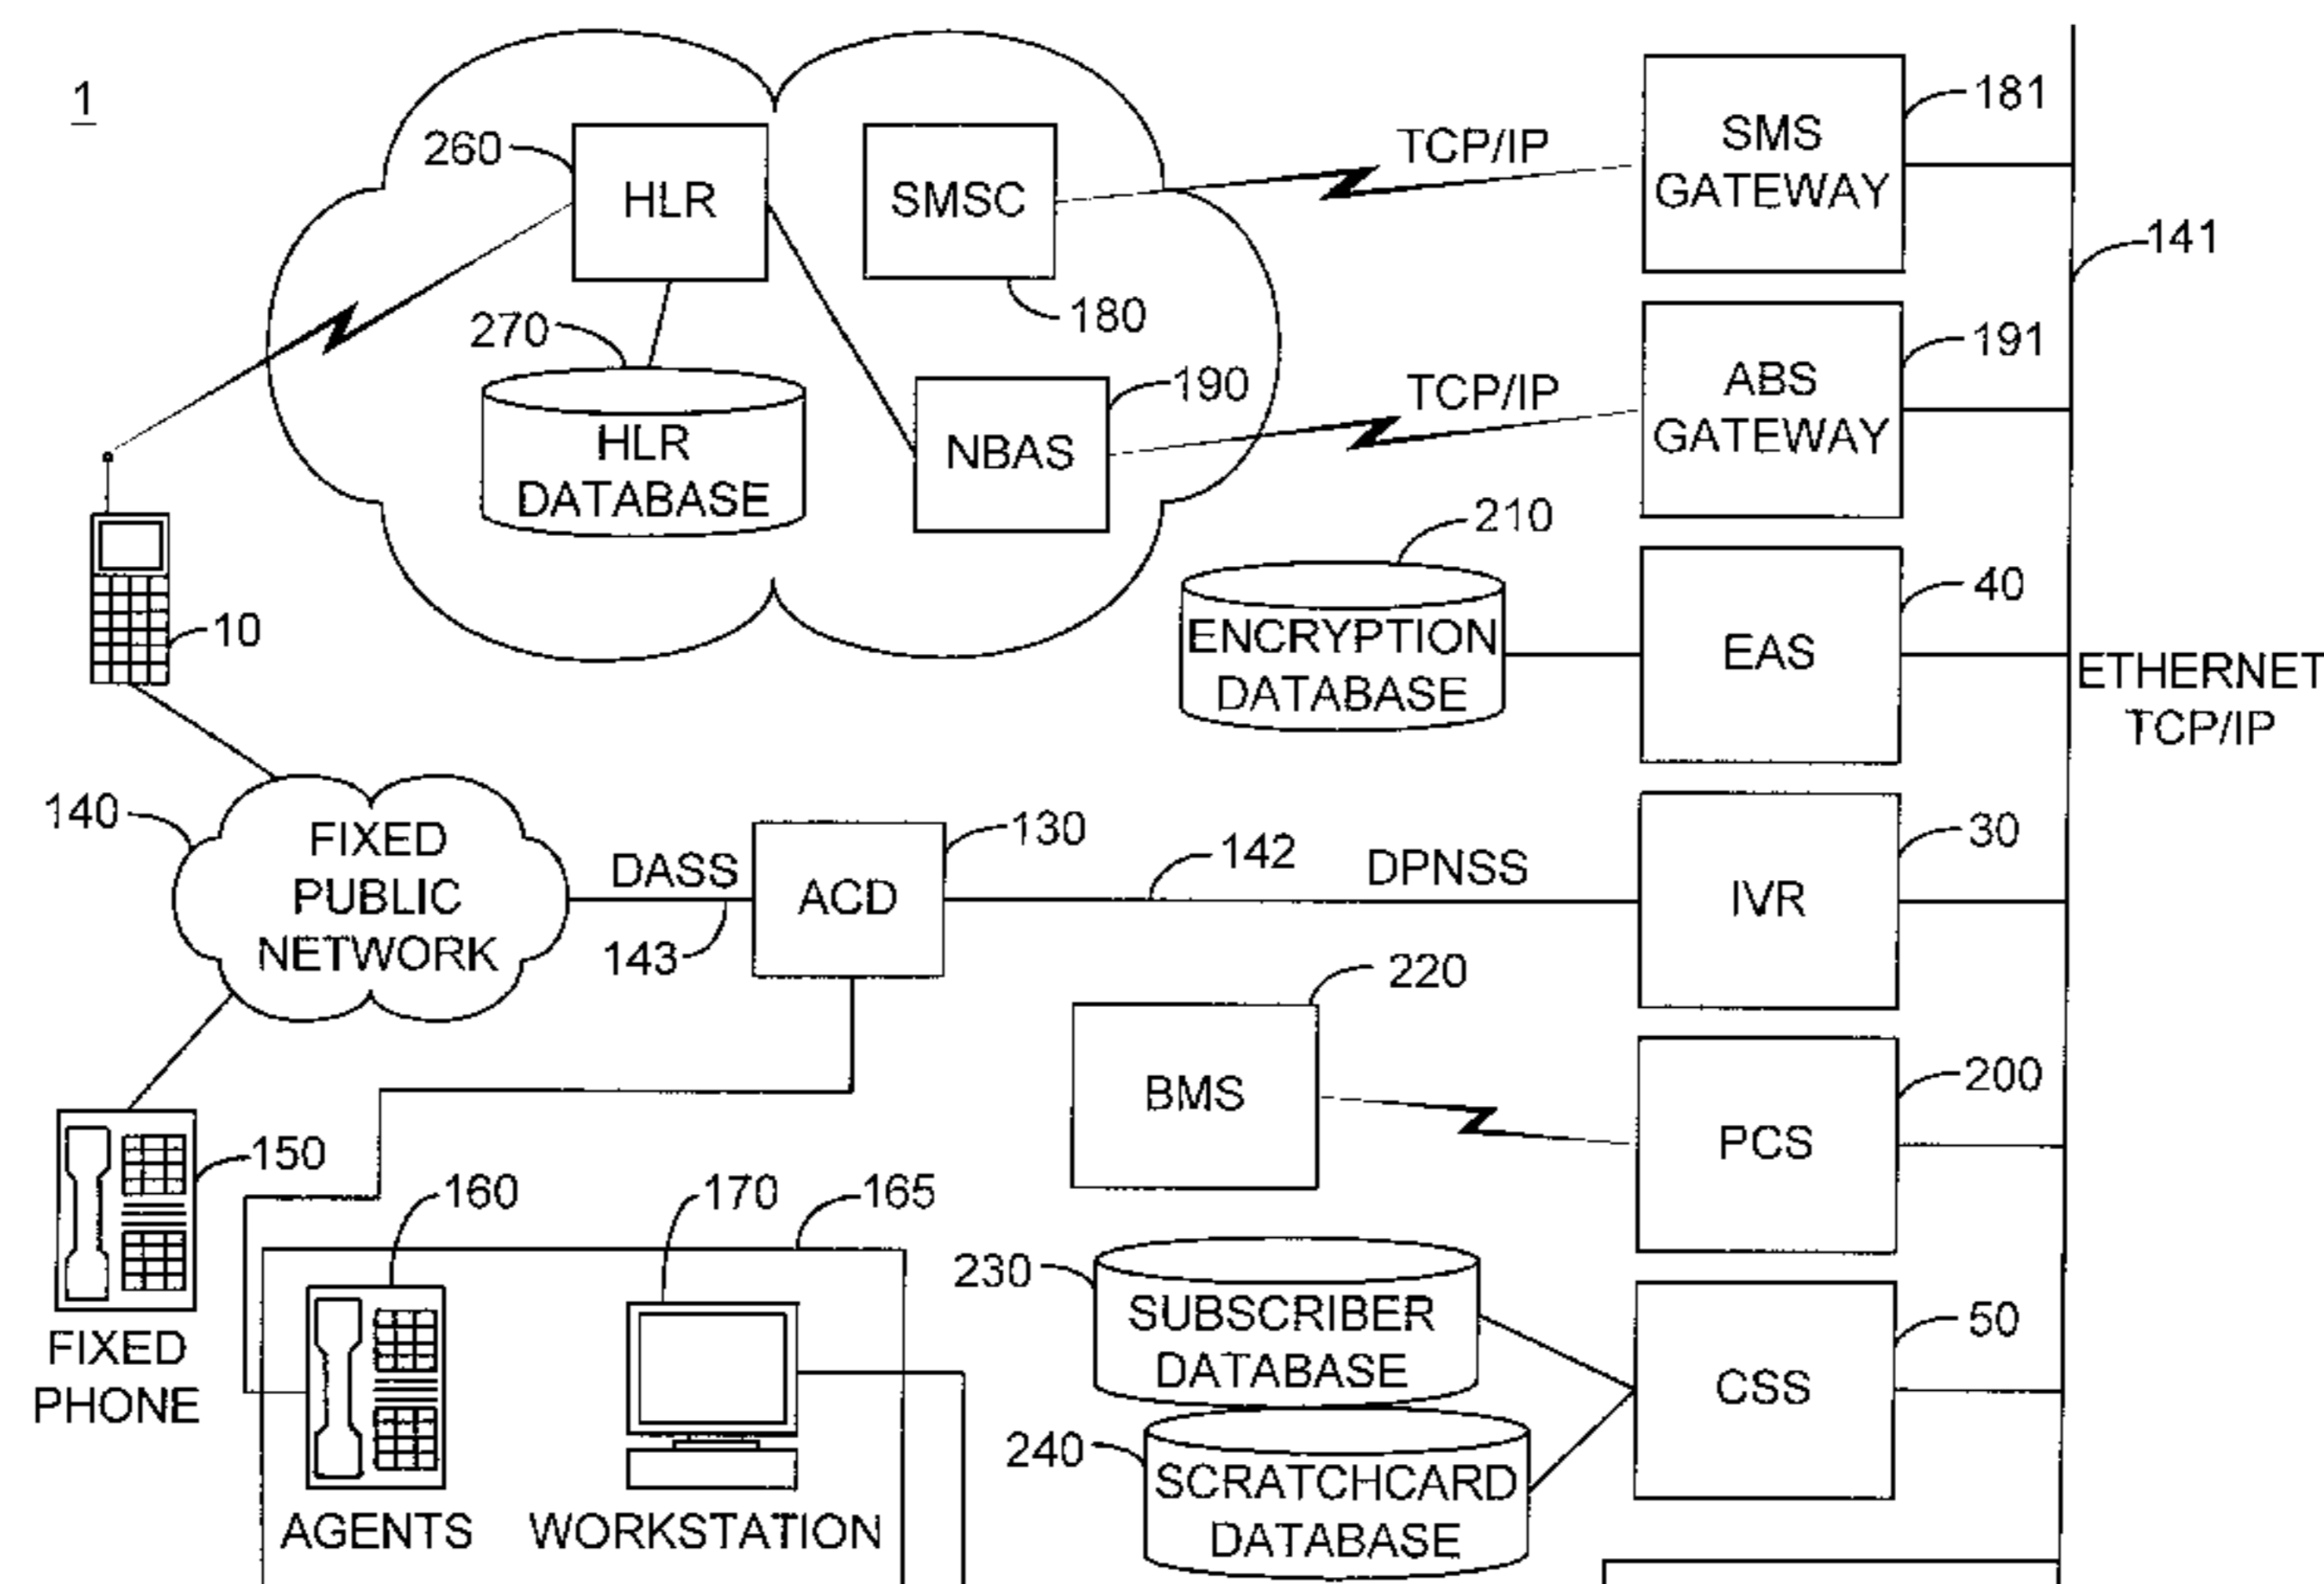 1
260
HLR
SMSC
180
TCP/IP
SMS
GATEWAY
181
141
270
HLR
DATABASE
190
NBAS
TCP/IP
ABS
GATEWAY
191
10
210
ENCRYPTION
DATABASE
EAS
40
ETHERNET
TCP/IP
140
FIXED
PUBLIC
NETWORK
DASS
143
130
ACD
142
DPNSS
IVR
30
220
BMS
PCS
200
150
FIXED
PHONE
160
170
165
AGENTS
WORKSTATION
230
SUBSCRIBER
DATABASE
240
SCRATCHCARD
DATABASE
CSS
50